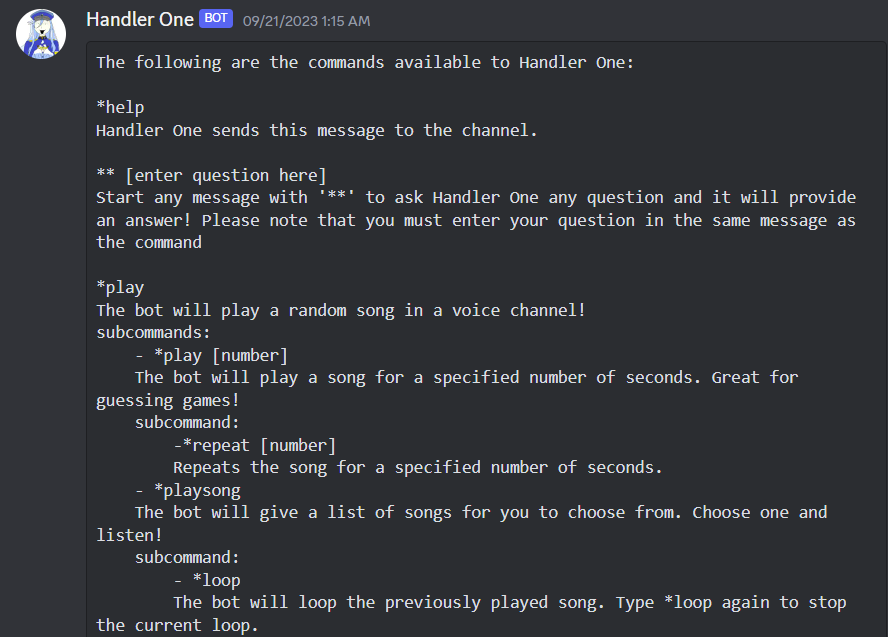 Handler One BOT 09/21/2023 1:15 AM
The following are the commands available to Handler One:
*help
Handler One sends this message to the channel.
** [enter question here]
Start any message with '**' to ask Handler One any question and it will provide
an answer! Please note that you must enter your question in the same message as
the command
*play
The bot will play a random song in a voice channel!
subcommands:
- *play [number]
The bot will play a song for a specified number of seconds. Great for
guessing games!
subcommand:
-*repeat [number]
Repeats the song for a specified number of seconds.
- *playsong
The bot will give a list of songs for you to choose from. Choose one and
listen!
subcommand:
- *loop
The bot will loop the previously played song. Type *loop again to stop
the current loop.